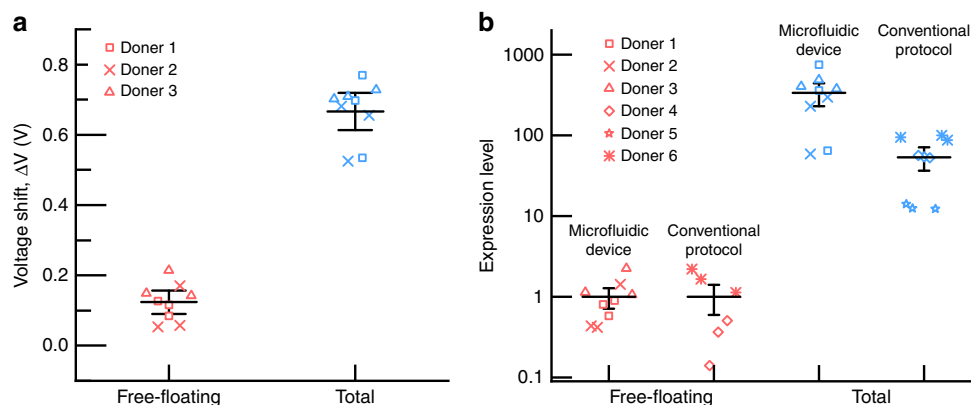 a
0.8
0.6
0.4
0.2
0.0
Voltage shift, ΔV (V)
Doner 1
Doner 2
Doner 3
Free-floating
Total
b
1000
100
10
1
0.1
Expression level
Doner 1
Doner 2
Doner 3
Doner 4
Doner 5
Doner 6
Microfluidic
device
Conventional
protocol
Microfluidic
device
Conventional
protocol
Free-floating
Total